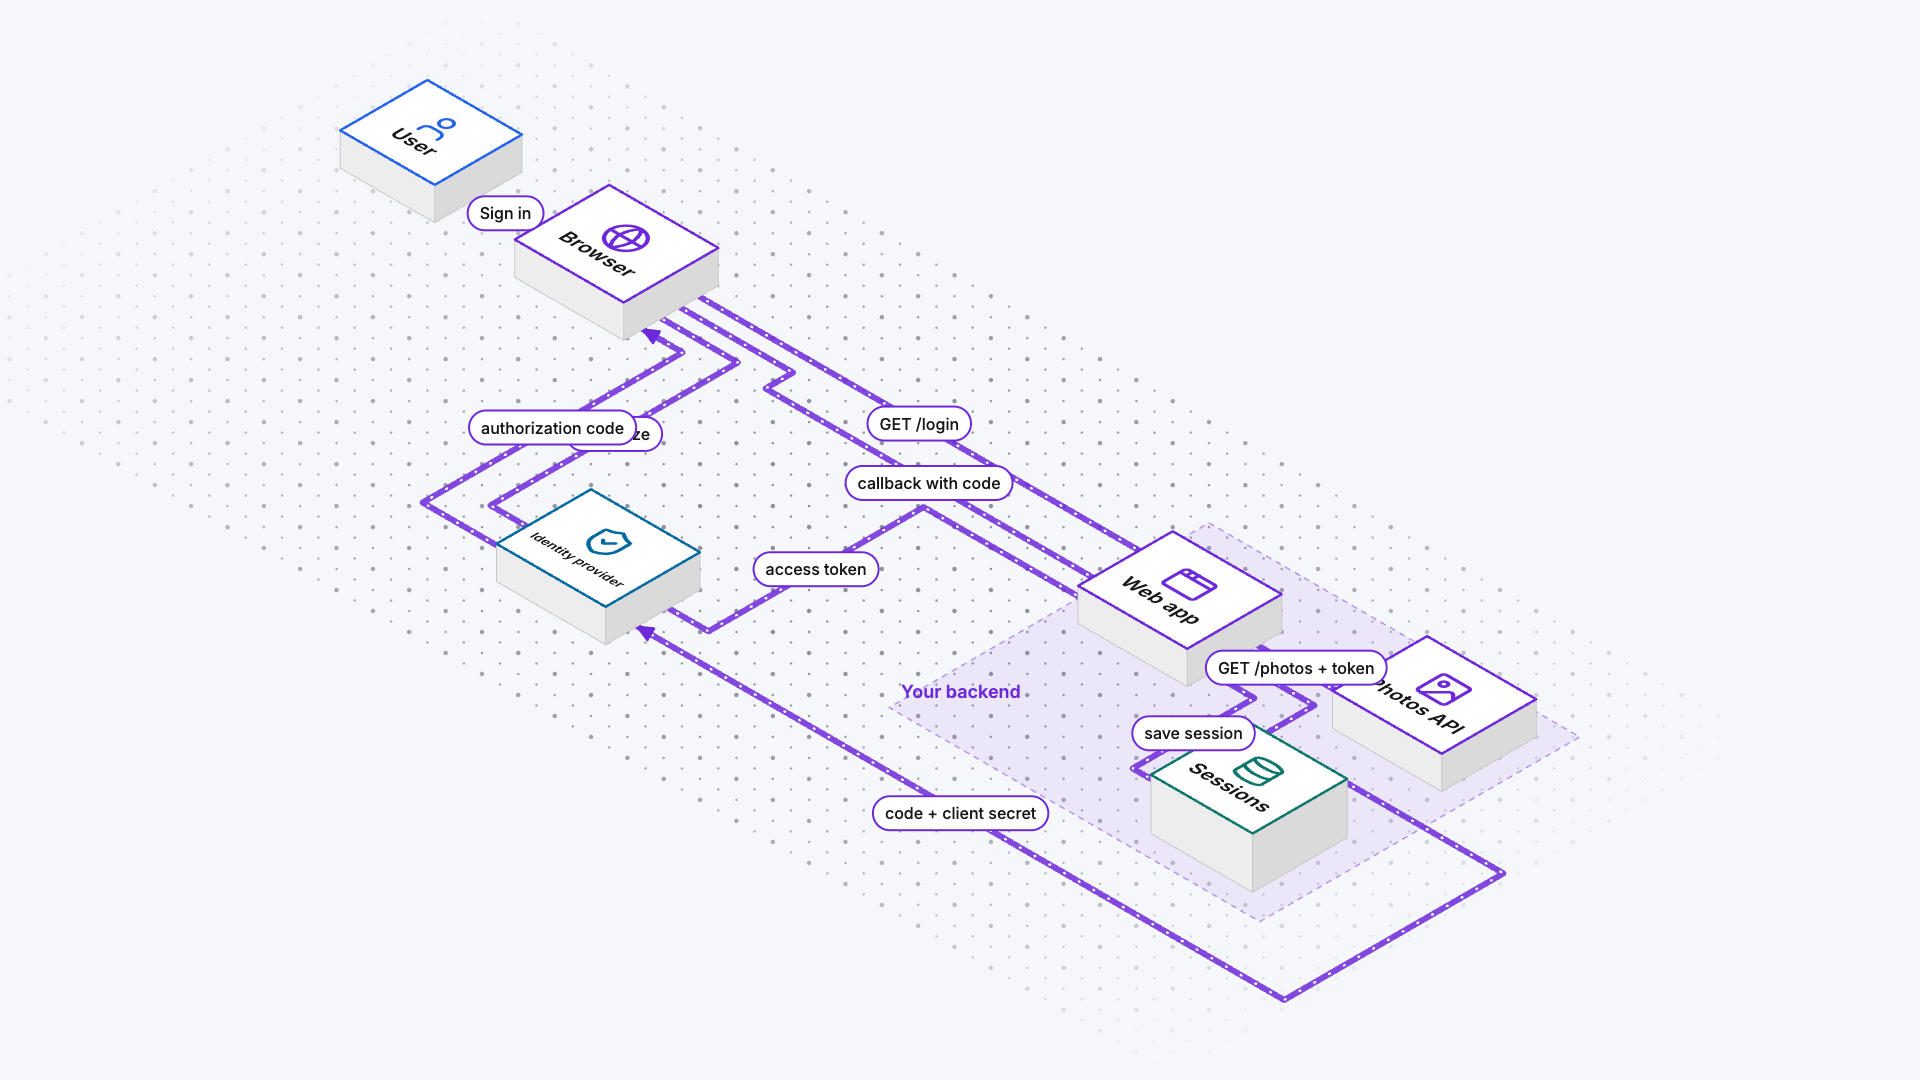 User
Sign in
Browser
GET /login
authorization code
ze
callback with code
Identity provider
access token
Web app
GET /photos + token
Photos API
Your backend
save session
Sessions
code + client secret